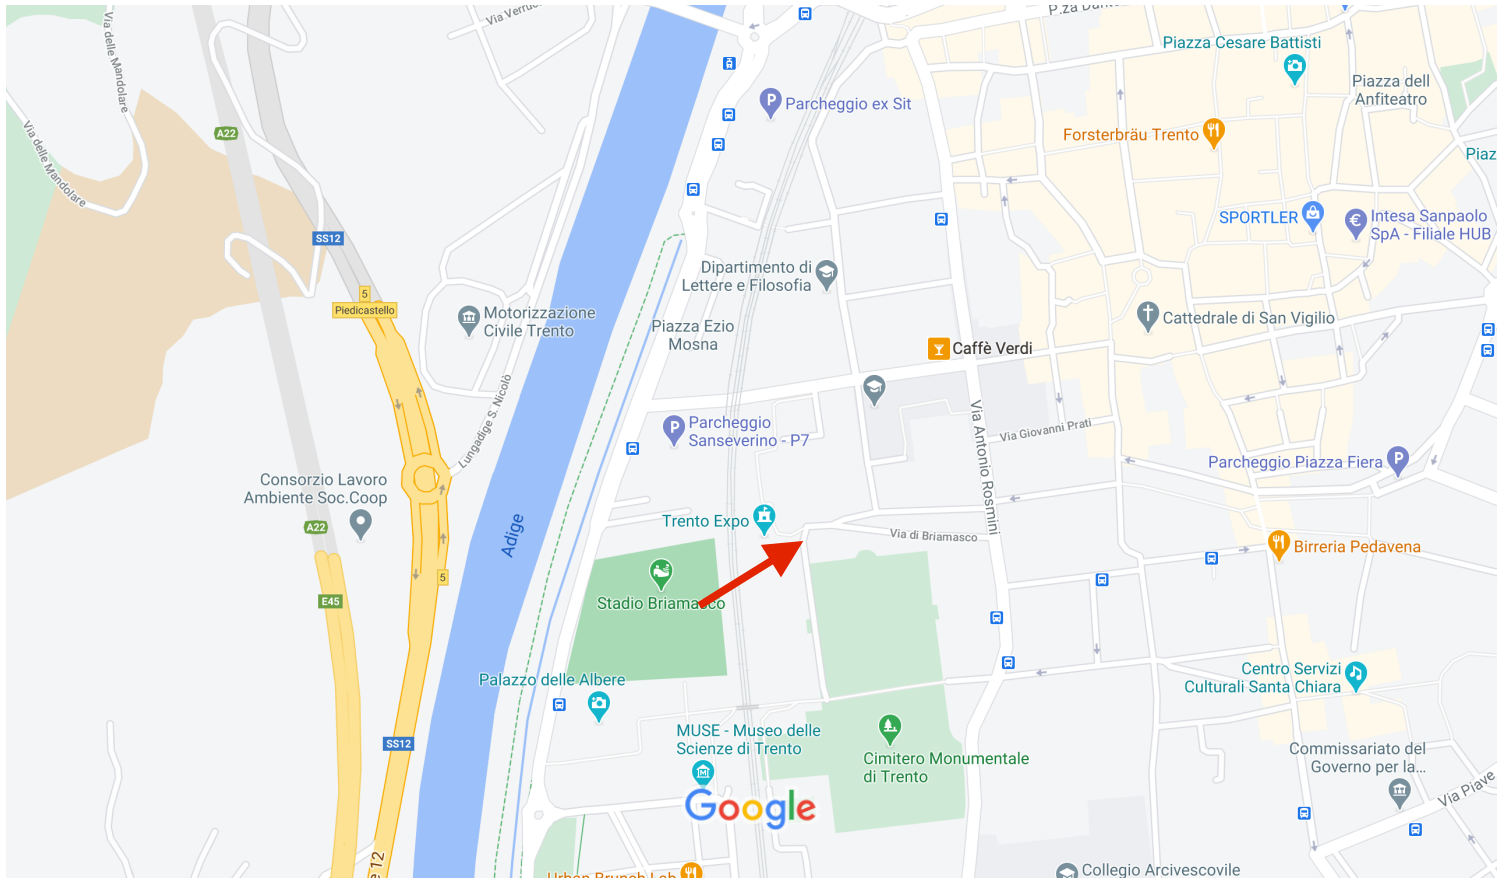 Via Verruc
P.za Dante
Piazza Cesare Battisti
Via delle Mandolare
Piazza dell
Anfiteatro
Parcheggio ex Sit
A22
Forsterbräu Trento
Via delle Mandolare
Piaz
SPORTLER
Intesa Sanpaolo
SpA - Filiale HUB
SS12
Dipartimento di
Lettere e Filosofia
5
Piedicastello
Motorizzazione
Civile Trento
Piazza Ezio
Mosna
Cattedrale di San Vigilio
Caffè Verdi
Lungadige S. Nicolò
Parcheggio
Sanseverino - P7
Via Giovanni Prati
Via Antonio Rosmini
Parcheggio Piazza Fiera
Consorzio Lavoro
Ambiente Soc.Coop
A22
Adige
Trento Expo
Via di Briamasco
Birreria Pedavena
5
E45
Stadio Briamasco
Palazzo delle Albere
Centro Servizi
Culturali Santa Chiara
SS12
MUSE - Museo delle
Scienze di Trento
Cimitero Monumentale
di Trento
Commissariato del
Governo per la...
Via Piave
Google
e 12
Urban Brunch Lab
Collegio Arcivescovile